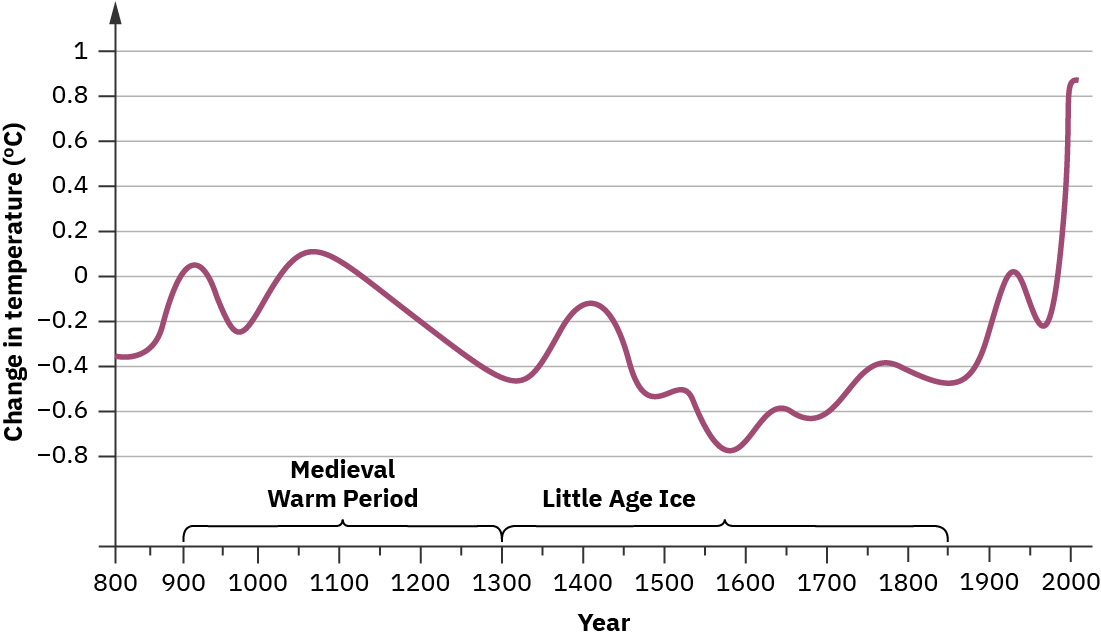 Change in temperature (ºC)
1
0.8
0.6
0.4
0.2
0
−0.2
−0.4
−0.6
−0.8
Medieval
Warm Period
Little Age Ice
800 900 1000 1100 1200 1300 1400 1500 1600 1700 1800 1900 2000
Year